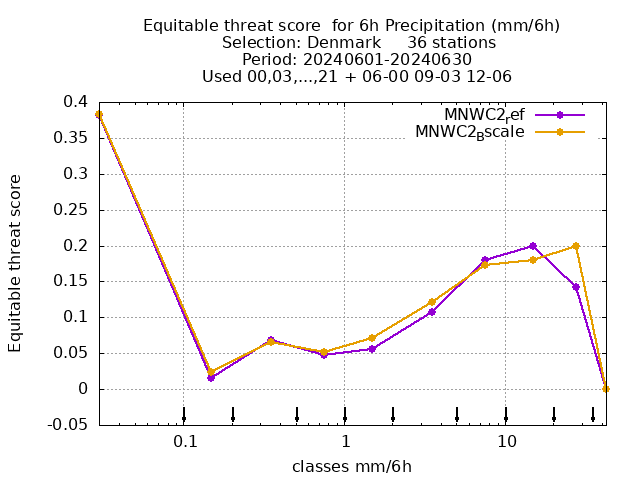 Equitable threat score  for 6h Precipitation (mm/6h)
Selection: Denmark     36 stations
Period: 20240601-20240630
Used 00,03,...,21 + 06-00 09-03 12-06
MNWC2ref
MNWC2Bscale
0.4
0.35
0.3
0.25
0.2
0.15
0.1
0.05
0
-0.05
Equitable threat score
0.1
1
10
classes mm/6h